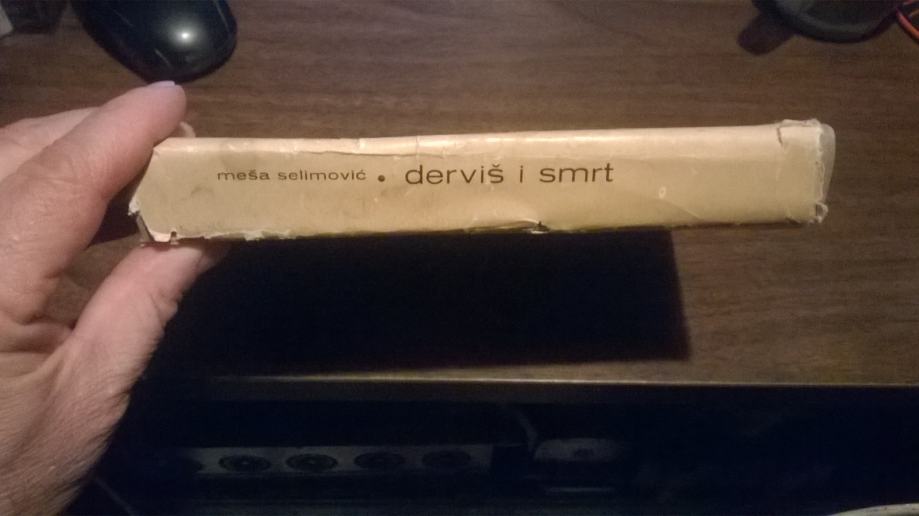 meša selimović • derviš i smrt